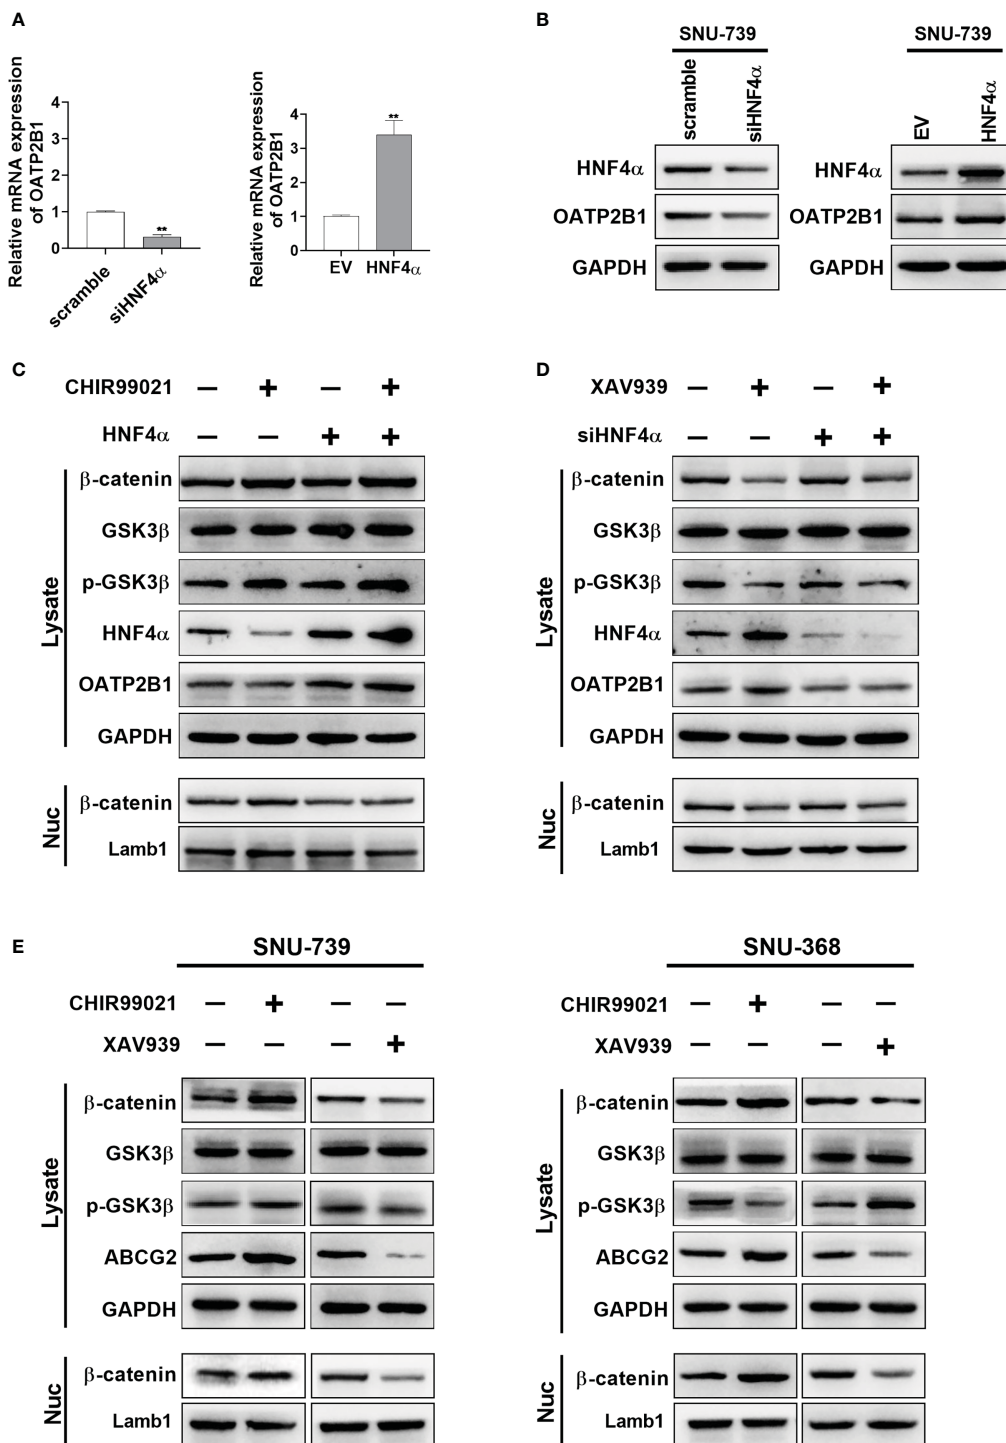 A
Relative mRNA expression
of OATP2B1
4
3
2
1
0
**
scramble
siHNF4α
Relative mRNA expression
of OATP2B1
4
3
2
1
0
**
EV
HNF4α
B
SNU-739
scramble
siHNF4α
HNF4α
OATP2B1
GAPDH
SNU-739
EV
HNF4α
HNF4α
OATP2B1
GAPDH
C
CHIR99021 − + − +
HNF4α − − + +
Lysate
β-catenin
GSK3β
p-GSK3β
HNF4α
OATP2B1
GAPDH
Nuc
β-catenin
Lamb1
D
XAV939 − + − +
siHNF4α − − + +
Lysate
β-catenin
GSK3β
p-GSK3β
HNF4α
OATP2B1
GAPDH
Nuc
β-catenin
Lamb1
E
SNU-739
CHIR99021 − + − −
XAV939 − − − +
Lysate
β-catenin
GSK3β
p-GSK3β
ABCG2
GAPDH
Nuc
β-catenin
Lamb1
SNU-368
CHIR99021 − + − −
XAV939 − − − +
Lysate
β-catenin
GSK3β
p-GSK3β
ABCG2
GAPDH
Nuc
β-catenin
Lamb1